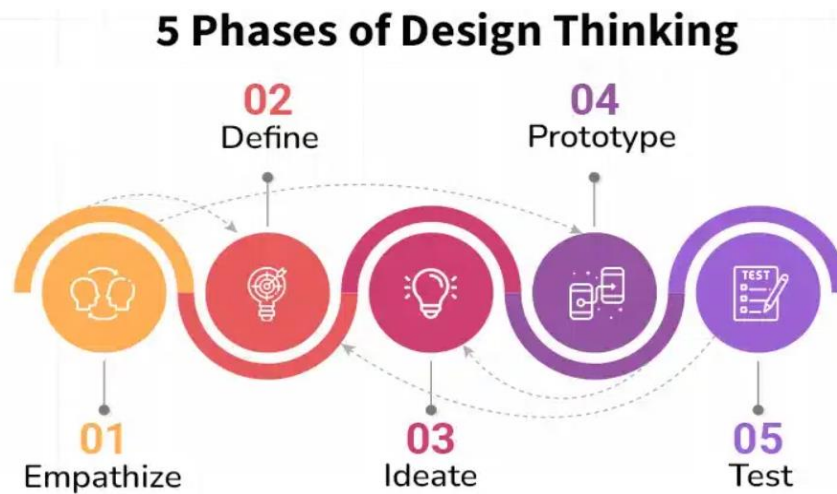 5 Phases of Design Thinking
02
Define
04
Prototype
TEST
01
Empathize
03
Ideate
05
Test